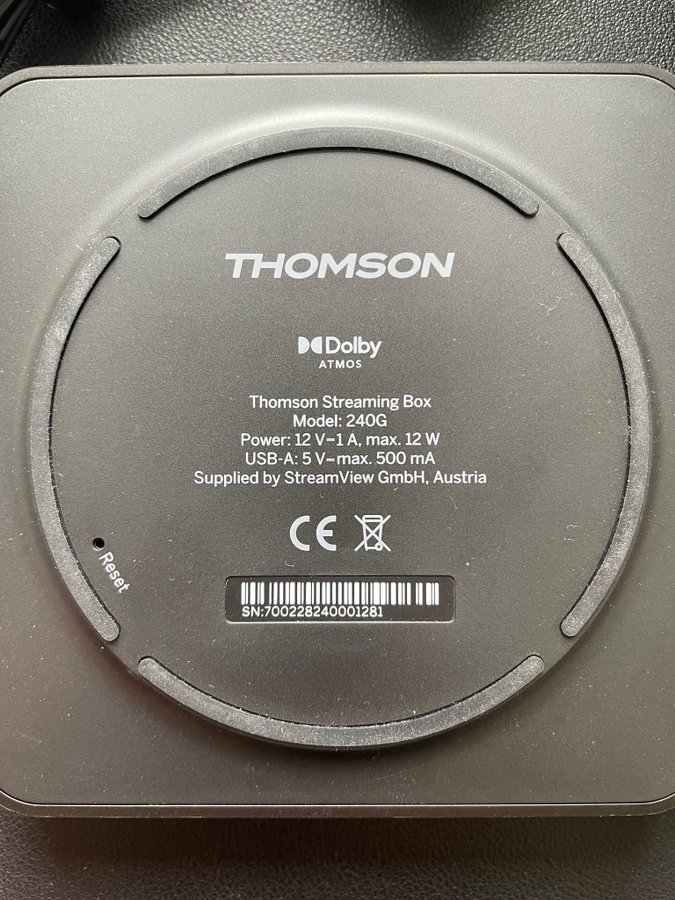 THOMSON
Dolby
ATMOS
Thomson Streaming Box
Model: 240G
Power: 12 V–1 A, max. 12 W
USB-A: 5 V–max. 500 mA
Supplied by StreamView GmbH, Austria
CE
Reset
SN:700228240001281